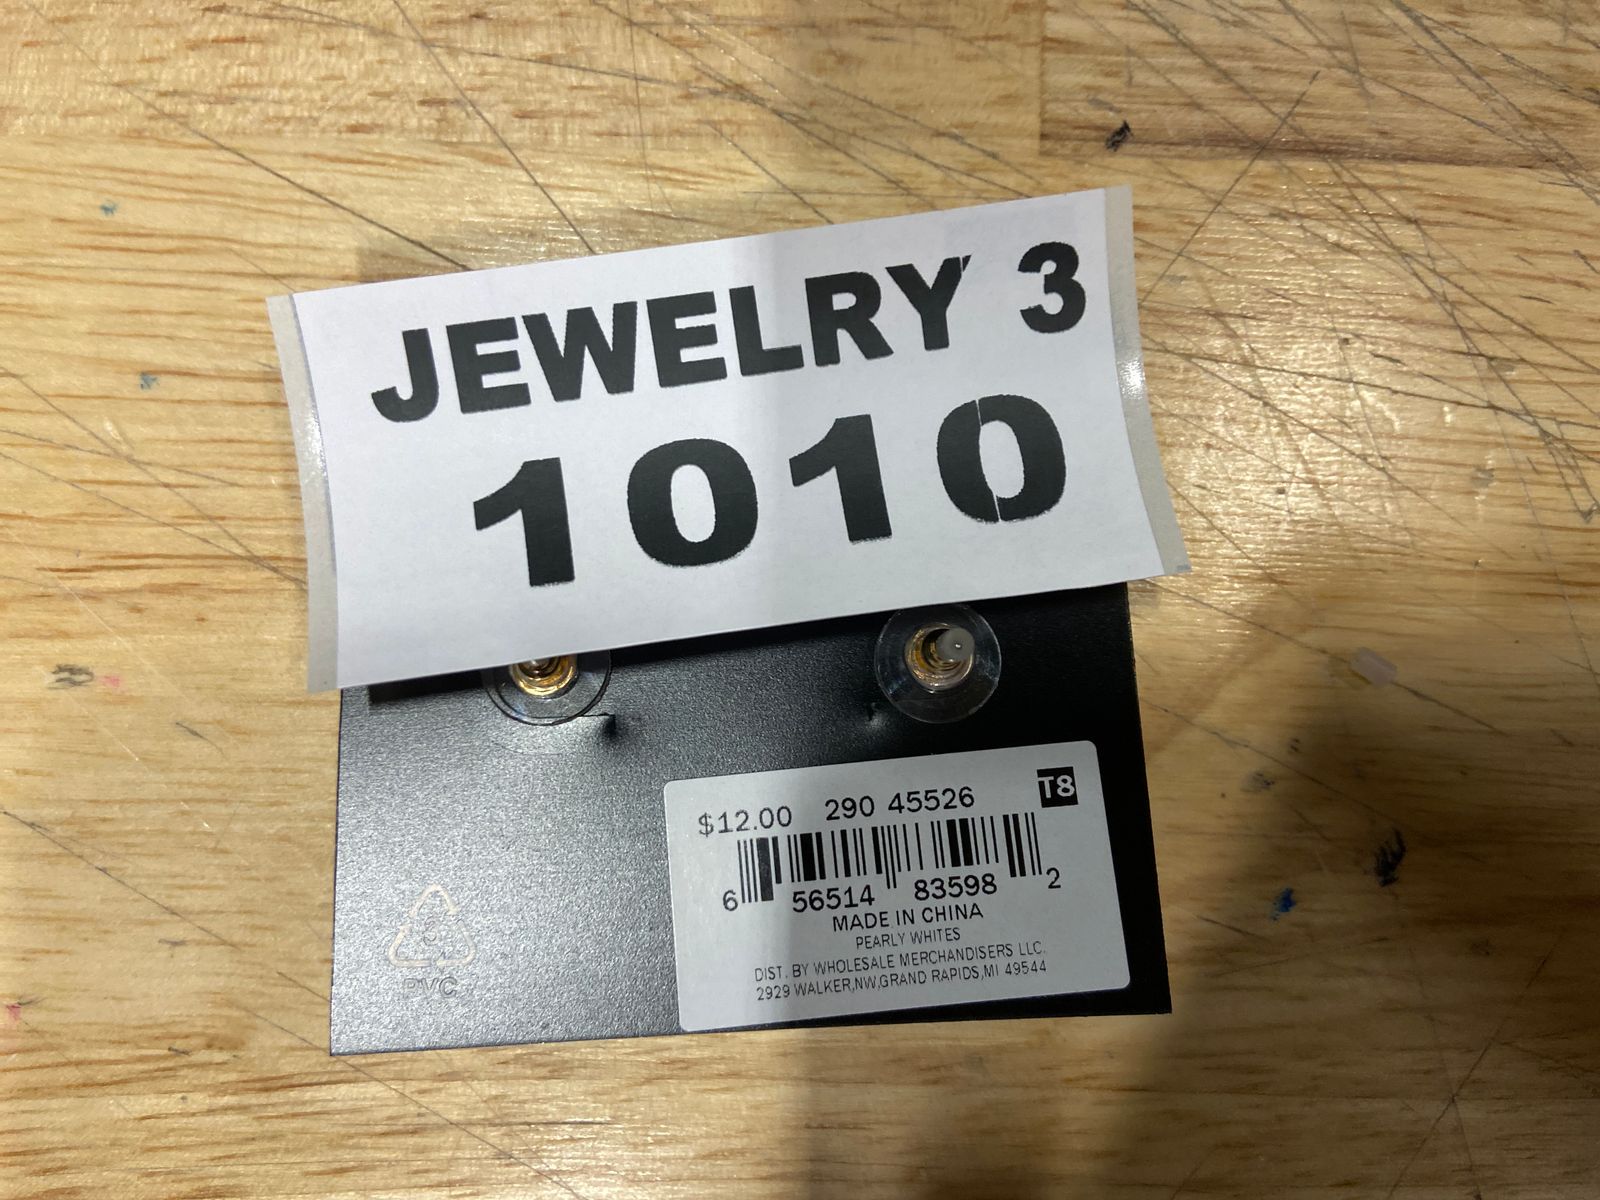 JEWELRY 3
1010
$12.00 290 45526 T8
6 56514 83598 2
MADE IN CHINA
PEARLY WHITES
DIST. BY WHOLESALE MERCHANDISERS LLC.
2929 WALKER,NW,GRAND RAPIDS,MI 49544
PVC